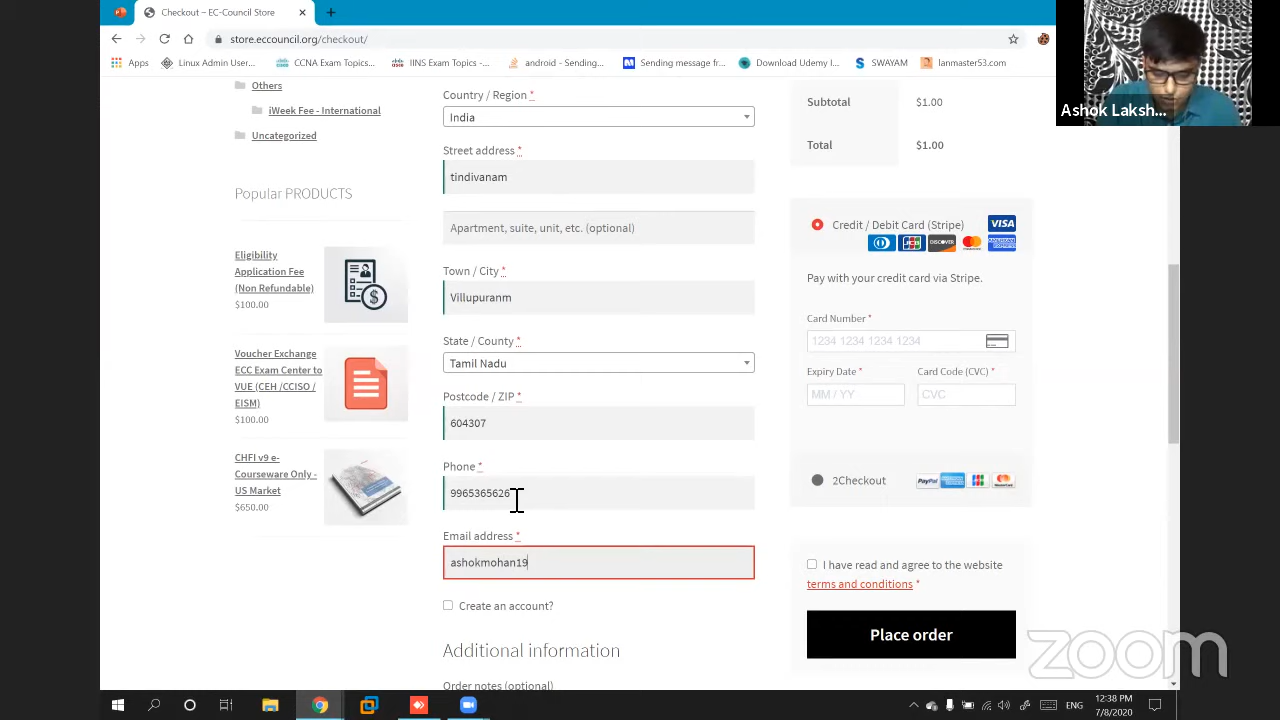 Checkout – EC-Council Store
store.eccouncil.org/checkout/
Apps
Linux Admin User...
CCNA Exam Topics...
IINS Exam Topics -...
android - Sending...
Sending message f...
Download Udemy I...
SWAYAM
lanmaster53.com
Ashok Laksh...
Others
iWeek Fee - International
Uncategorized
Popular PRODUCTS
Eligibility
Application Fee
(Non Refundable)
$100.00
Voucher Exchange
ECC Exam Center to
VUE (CEH /CCISO /
EISM)
$100.00
CHFI v9 e-
Courseware Only -
US Market
$650.00
Country / Region *
India
Street address *
tindivanam
Apartment, suite, unit, etc. (optional)
Town / City *
Villupuranm
State / County *
Tamil Nadu
Postcode / ZIP *
604307
Phone *
9965365626
Email address *
ashokmohan19
Create an account?
Additional information
Order notes (optional)
Subtotal $1.00
Total $1.00
Credit / Debit Card (Stripe)
VISA
JCB
DISCOVER
Pay with your credit card via Stripe.
Card Number *
1234 1234 1234 1234
Expiry Date * Card Code (CVC) *
MM / YY CVC
2Checkout
PayPal
I have read and agree to the website
terms and conditions *
Place order
zoom
ENG
12:38 PM
7/8/2020